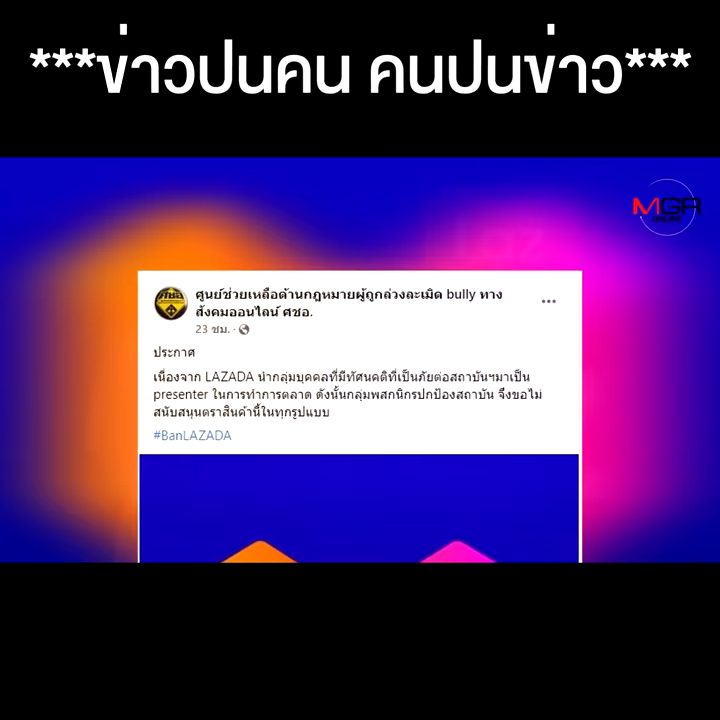 ***ข่าวปนคน คนปนข่าว***
MGR
ONLINE
ศชอ
ศูนย์ช่วยเหลือด้านกฎหมายผู้ถูกล่วงละเมิด bully ทาง
สังคมออนไลน์ ศชอ.
23 ชม. ·
ประกาศ
เนื่องจาก LAZADA นำกลุ่มบุคคลที่มีทัศนคติที่เป็นภัยต่อสถาบันฯมาเป็น
presenter ในการทำการตลาด ดังนั้นกลุ่มพสกนิกรปกป้องสถาบัน จึงขอไม่
สนับสนุนตราสินค้านี้ในทุกรูปแบบ
#BanLAZADA